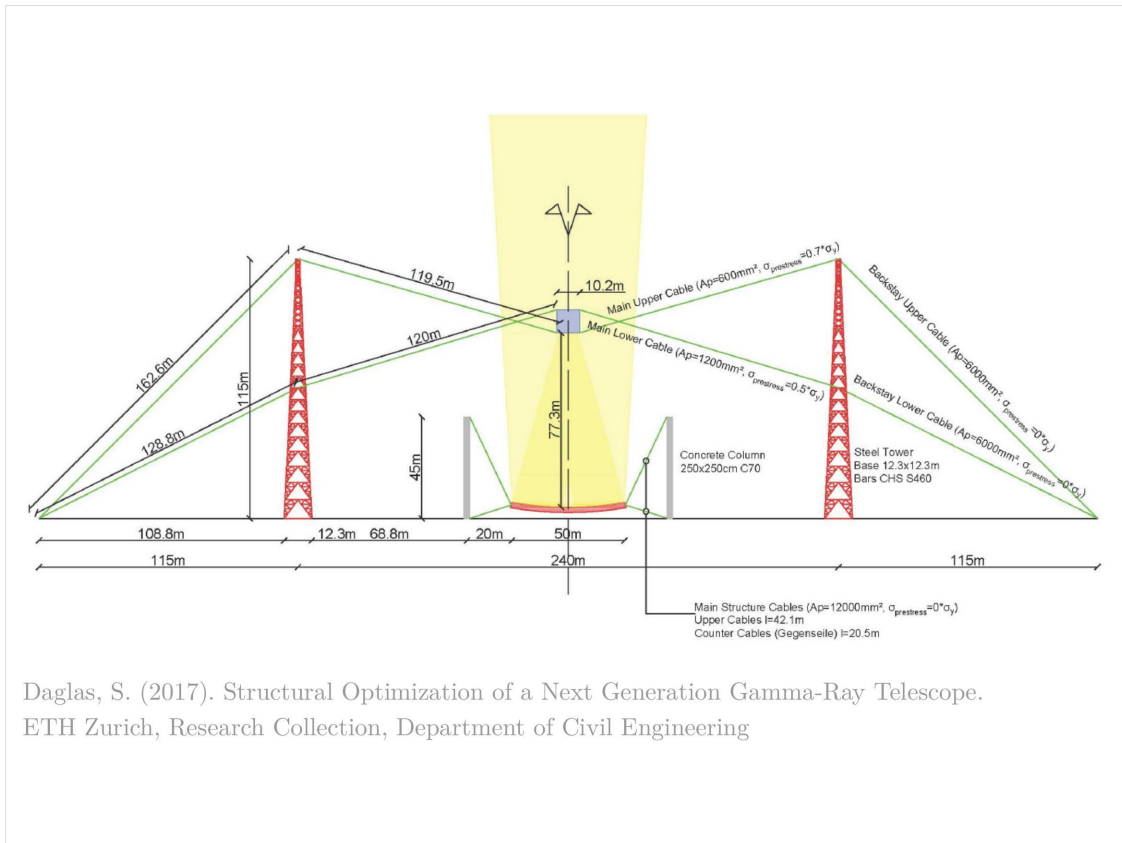 119.5m
10.2m
Main Upper Cable (Ap=600mm², σprestress=0.7*σy)
Backstay Upper Cable (Ap=6000mm², σprestress=0*σy)
120m
Main Lower Cable (Ap=1200mm², σprestress=0.5*σy)
162.6m
115m
Backstay Lower Cable (Ap=6000mm², σprestress=0*σy)
128.8m
77.3m
45m
Concrete Column
250x250cm C70
Steel Tower
Base 12.3x12.3m
Bars CHS S460
108.8m
12.3m
68.8m
20m
50m
115m
240m
115m
Main Structure Cables (Ap=12000mm², σprestress=0*σy)
Upper Cables l=42.1m
Counter Cables (Gegenseile) l=20.5m
Daglas, S. (2017). Structural Optimization of a Next Generation Gamma-Ray Telescope.
ETH Zurich, Research Collection, Department of Civil Engineering